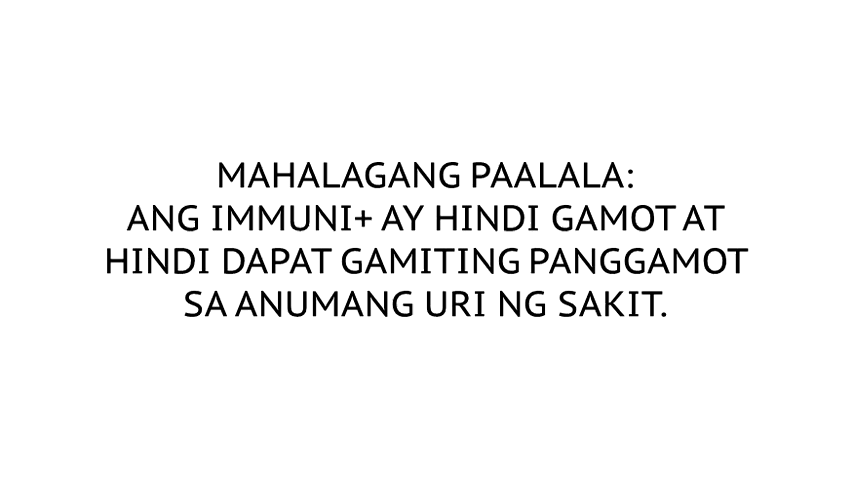 MAHALAGANG PAALALA:
ANG IMMUNI+ AY HINDI GAMOT AT
HINDI DAPAT GAMITING PANGGAMOT
SA ANUMANG URI NG SAKIT.